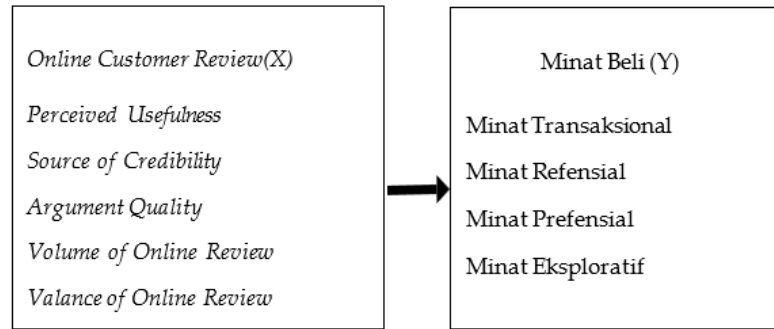 Online Customer Review(X)
Perceived Usefulness
Source of Credibility
Argument Quality
Volume of Online Review
Valance of Online Review
Minat Beli (Y)
Minat Transaksional
Minat Refensial
Minat Prefensial
Minat Eksploratif